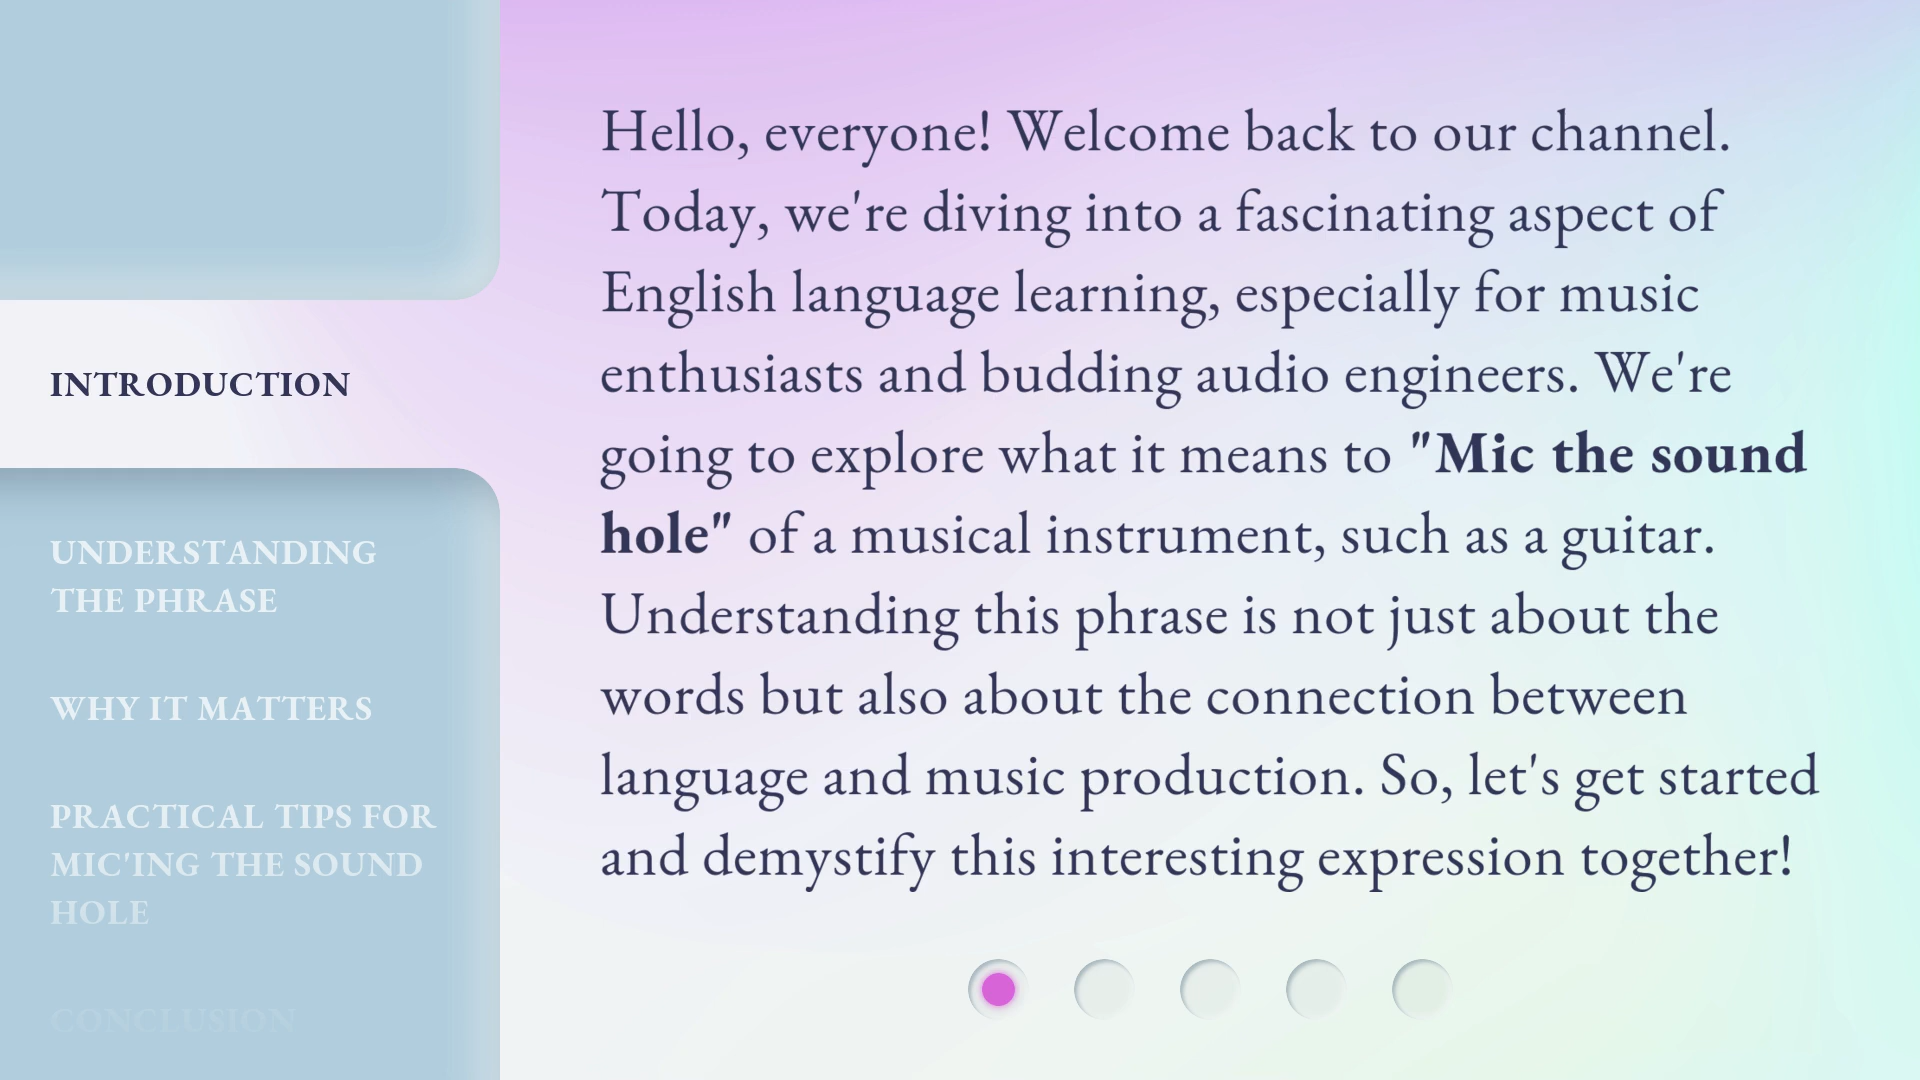 INTRODUCTION
UNDERSTANDING
THE PHRASE
WHY IT MATTERS
PRACTICAL TIPS FOR
MIC'ING THE SOUND
HOLE
CONCLUSION
Hello, everyone! Welcome back to our channel.
Today, we're diving into a fascinating aspect of
English language learning, especially for music
enthusiasts and budding audio engineers. We're
going to explore what it means to "Mic the sound
hole" of a musical instrument, such as a guitar.
Understanding this phrase is not just about the
words but also about the connection between
language and music production. So, let's get started
and demystify this interesting expression together!